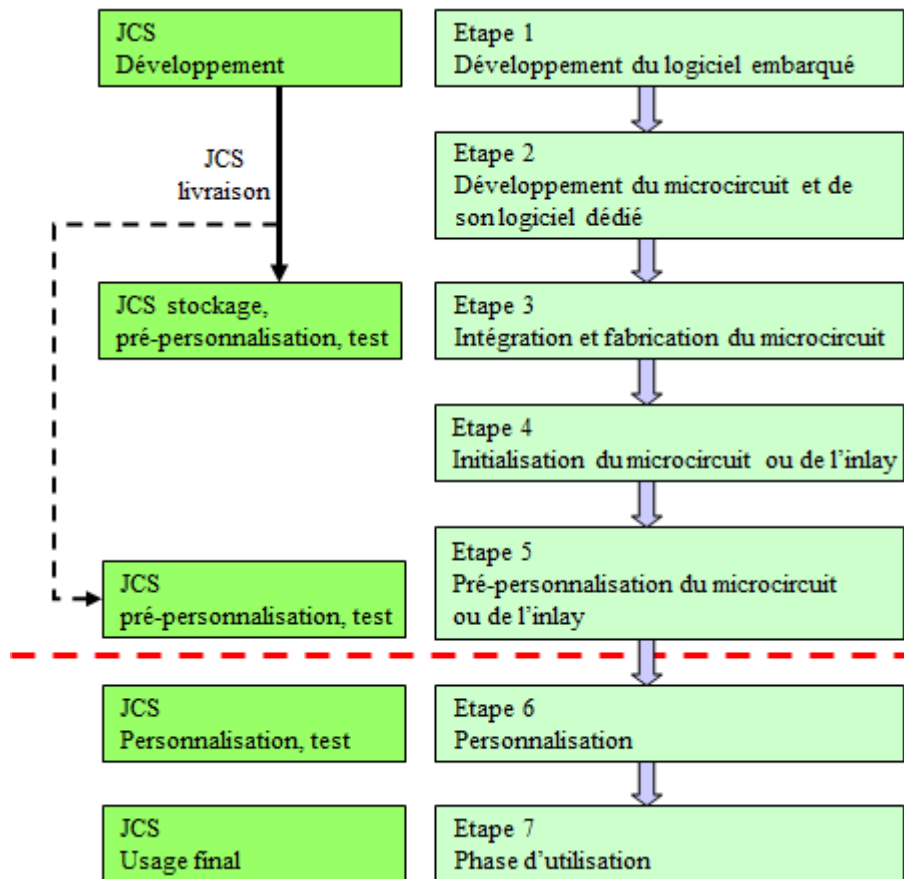 JCS
Développement
Etape 1
Développement du logiciel embarqué
JCS
livraison
Etape 2
Développement du microcircuit et de
son logiciel dédié
JCS stockage,
pré-personnalisation, test
Etape 3
Intégration et fabrication du microcircuit
Etape 4
Initialisation du microcircuit ou de l'inlay
JCS
pré-personnalisation, test
Etape 5
Pré-personnalisation du microcircuit
ou de l'inlay
JCS
Personnalisation, test
Etape 6
Personnalisation
JCS
Usage final
Etape 7
Phase d'utilisation